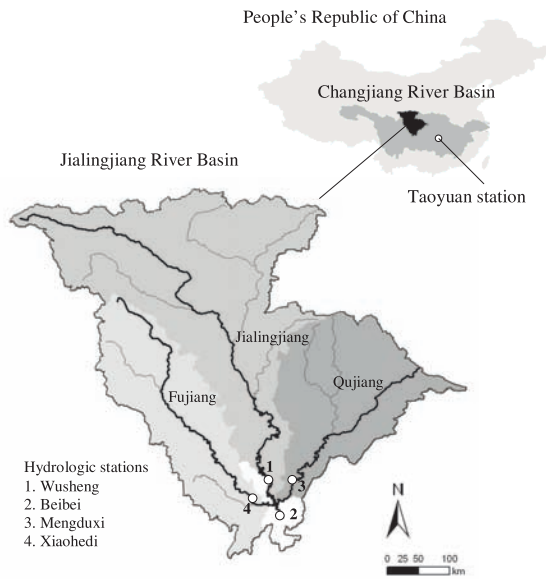 People's Republic of China
Changjiang River Basin
Jialingjiang River Basin
Taoyuan station
Jialingjiang
Qujiang
Fujiang
Hydrologic stations
1. Wusheng
2. Beibei
3. Mengduxi
4. Xiaohedi
1
3
4
2
N
0 25 50 100
km